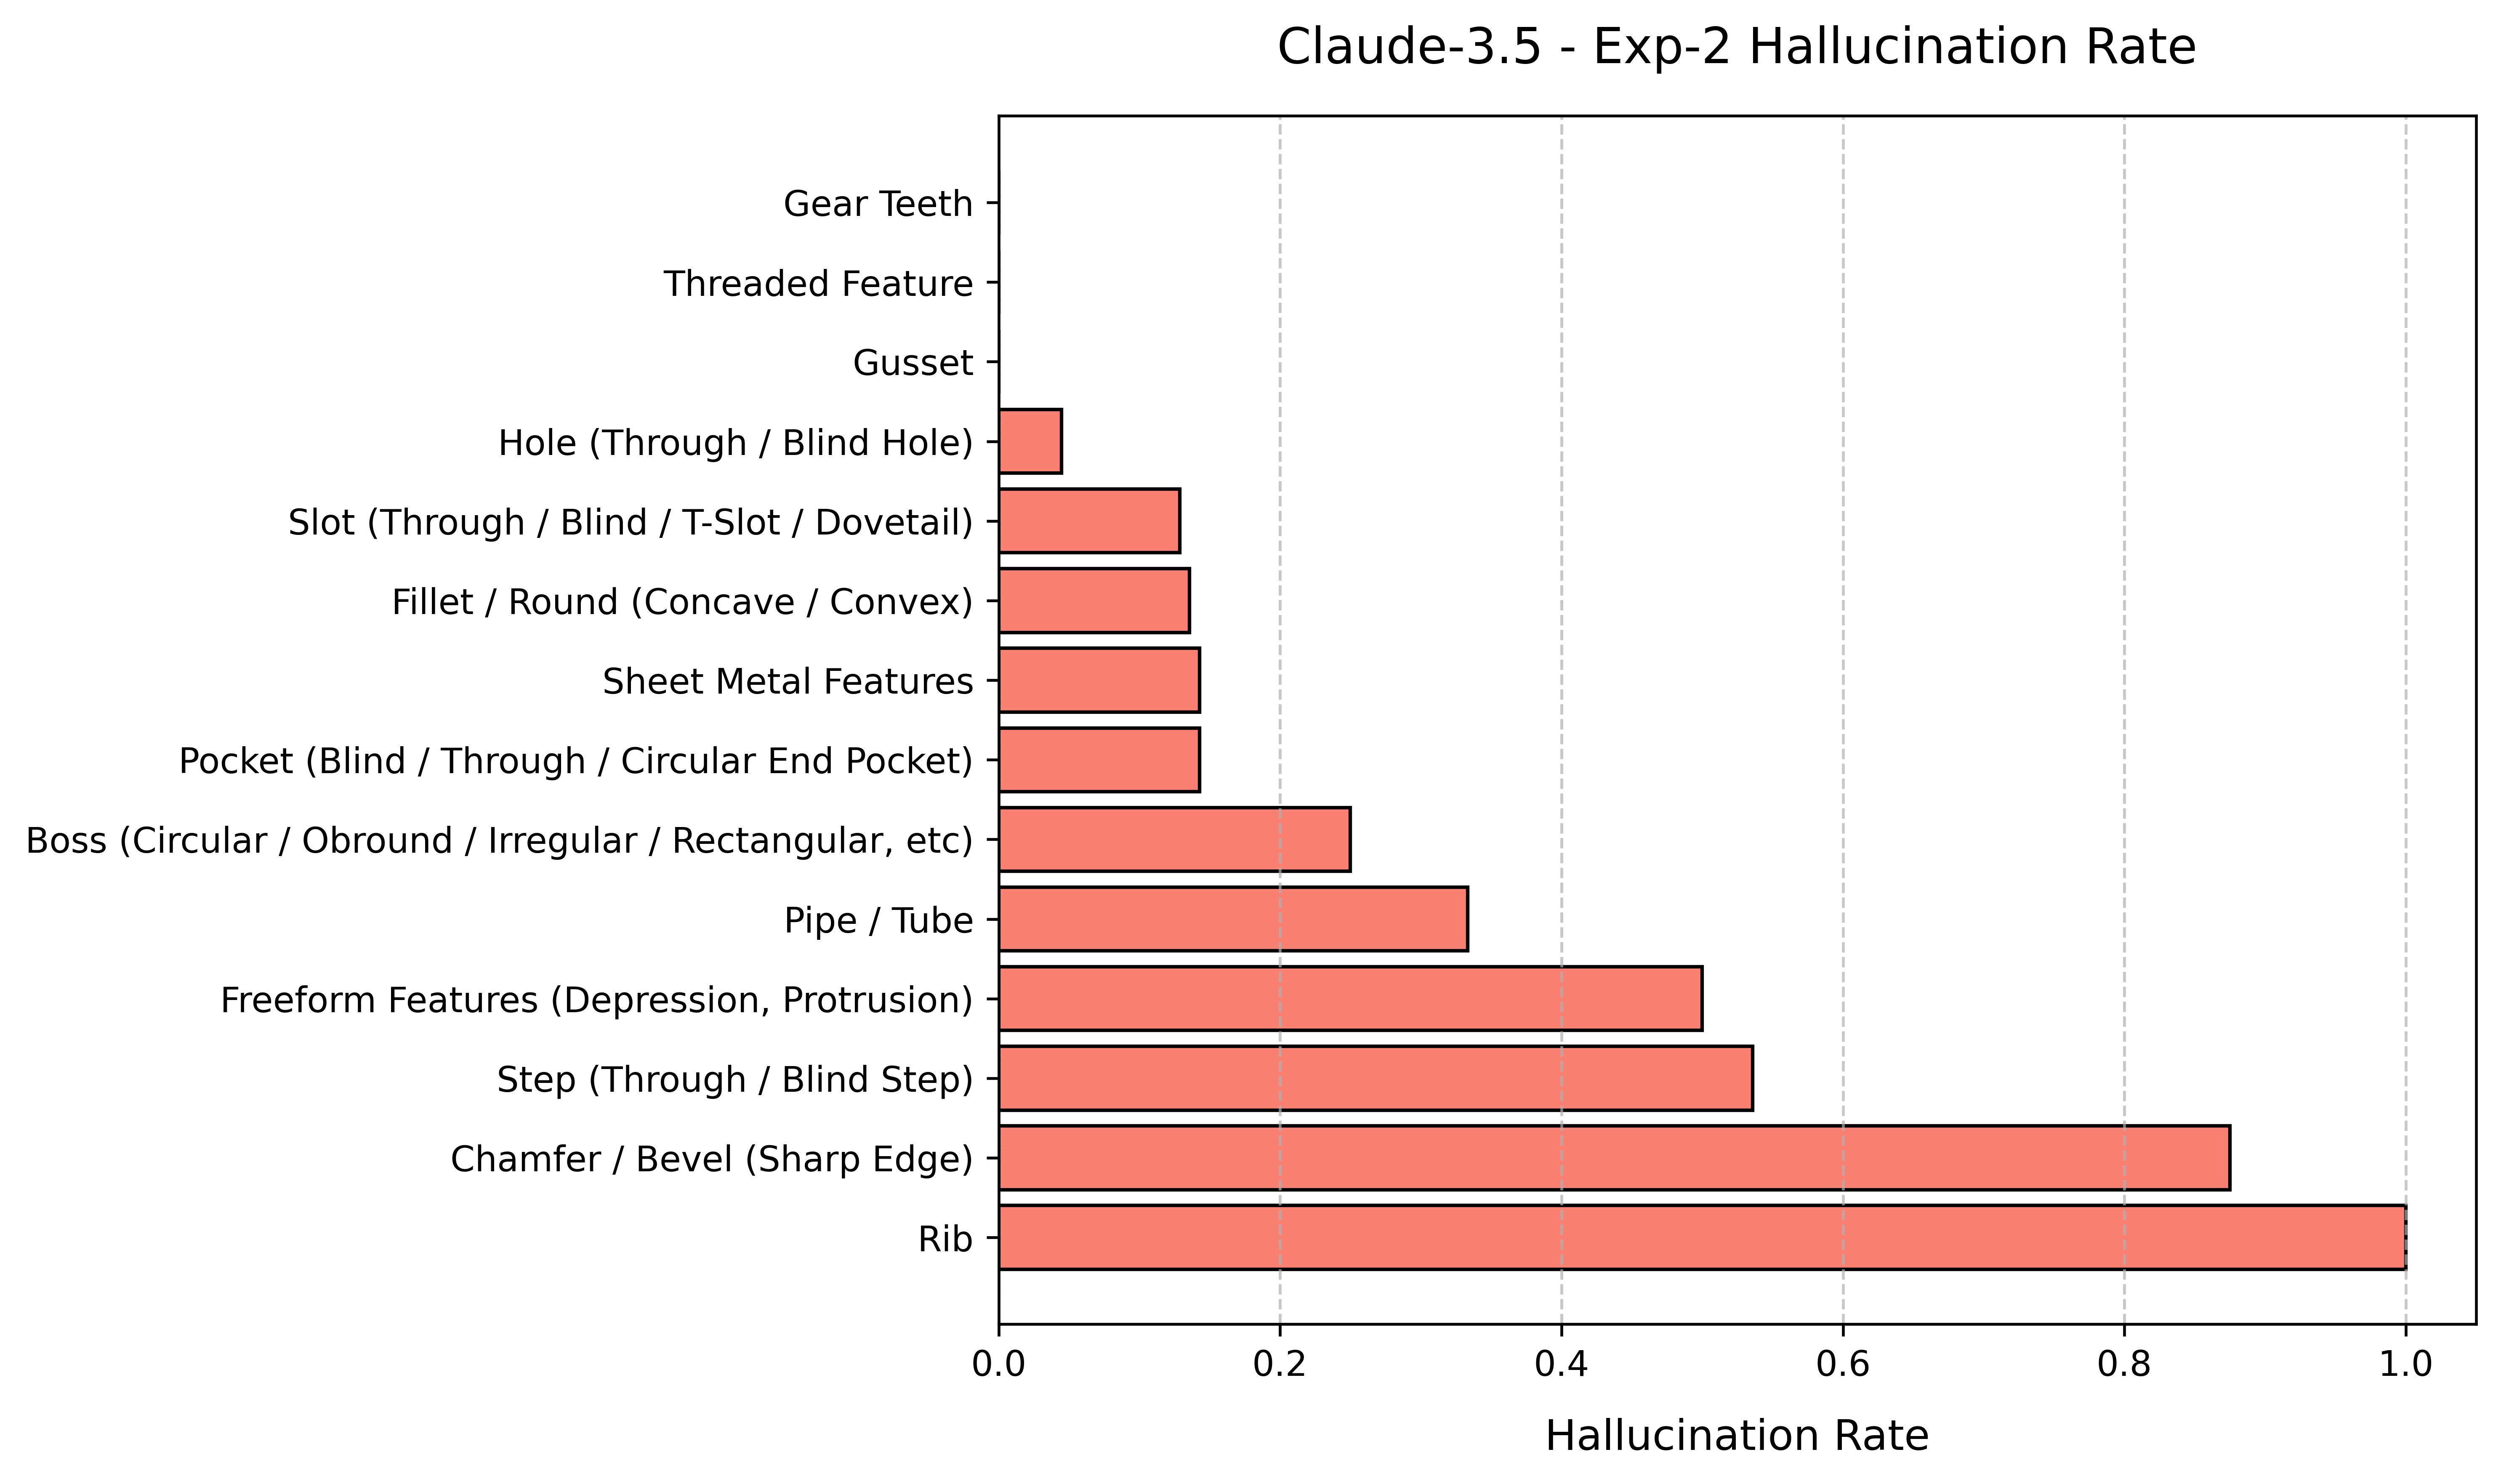 Claude-3.5 - Exp-2 Hallucination Rate
Gear Teeth
Threaded Feature
Gusset
Hole (Through / Blind Hole)
Slot (Through / Blind / T-Slot / Dovetail)
Fillet / Round (Concave / Convex)
Sheet Metal Features
Pocket (Blind / Through / Circular End Pocket)
Boss (Circular / Obround / Irregular / Rectangular, etc)
Pipe / Tube
Freeform Features (Depression, Protrusion)
Step (Through / Blind Step)
Chamfer / Bevel (Sharp Edge)
Rib
0.0 0.2 0.4 0.6 0.8 1.0
Hallucination Rate